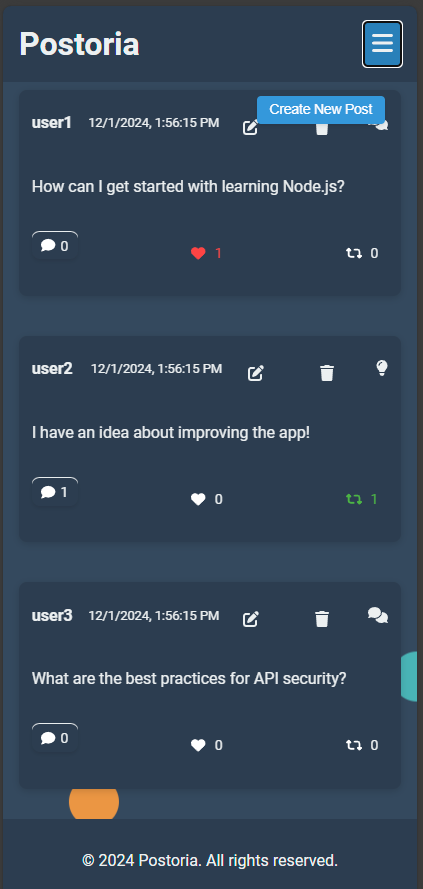 Postoria
Create New Post
user1 12/1/2024, 1:56:15 PM
How can I get started with learning Node.js?
0 1 0
user2 12/1/2024, 1:56:15 PM
I have an idea about improving the app!
1 0 1
user3 12/1/2024, 1:56:15 PM
What are the best practices for API security?
0 0 0
© 2024 Postoria. All rights reserved.